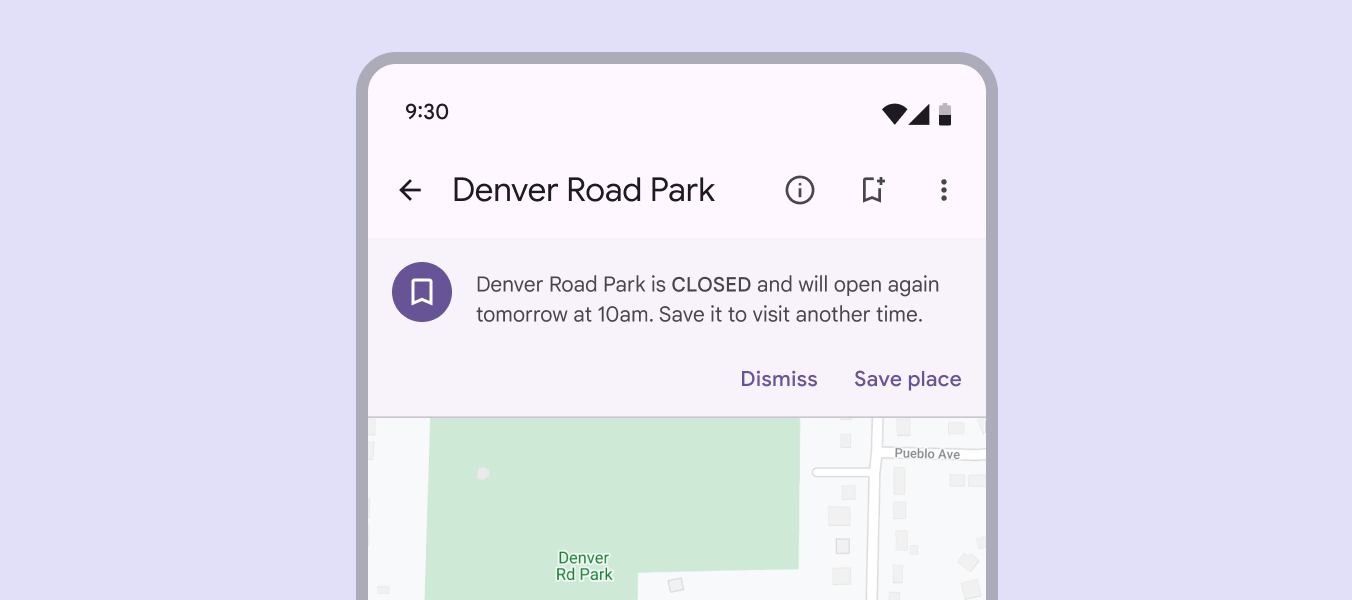 9:30
Denver Road Park
Denver Road Park is CLOSED and will open again
tomorrow at 10am. Save it to visit another time.
Dismiss Save place
Pueblo Ave
Denver
Rd Park